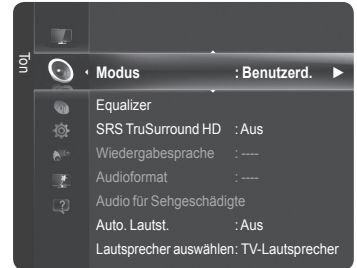 Ton
Modus : Benutzerd.
Equalizer
SRS TruSurround HD : Aus
Wiedergabesprache : ----
Audioformat : ----
Audio für Sehgeschädigte
Auto. Lautst. : Aus
Lautsprecher auswählen: TV-Lautsprecher